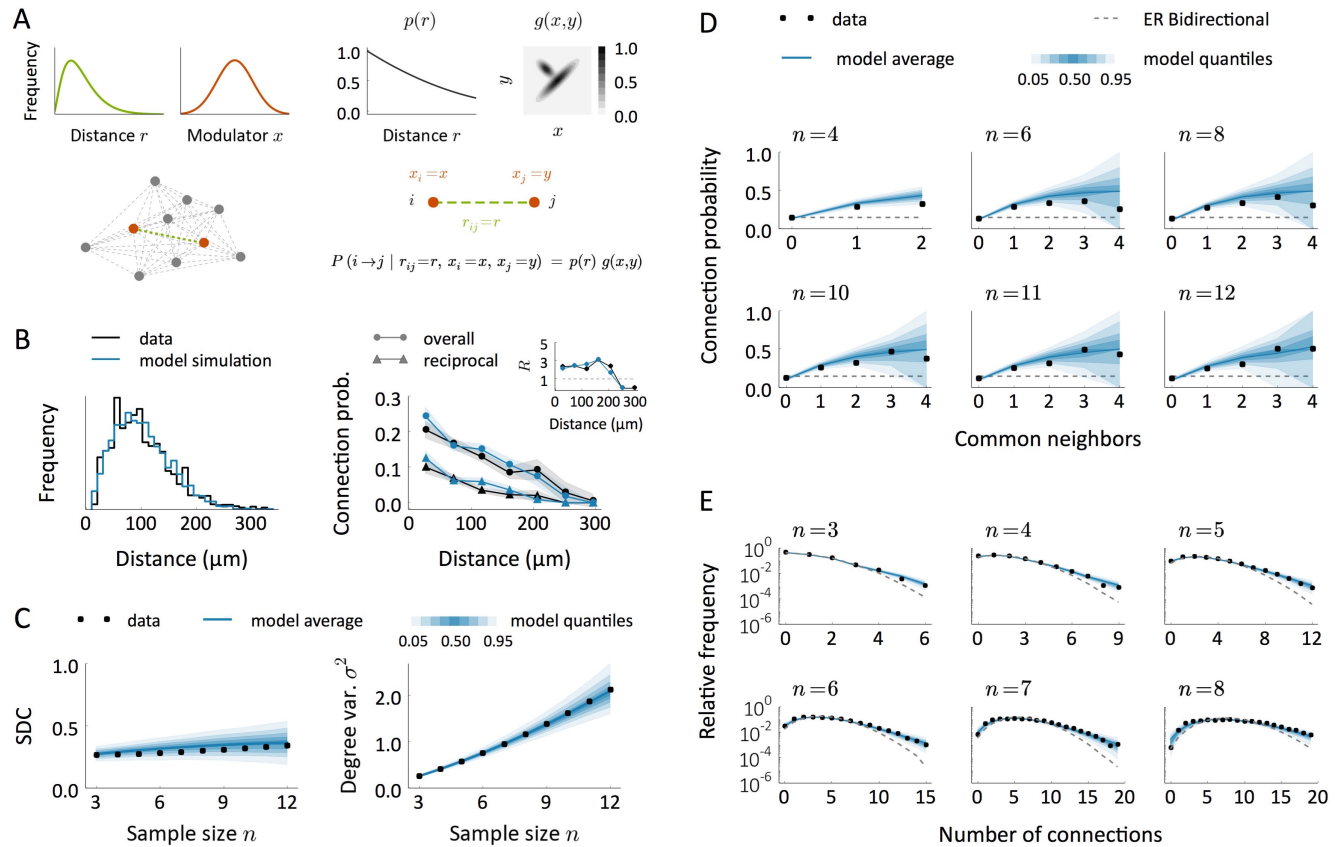 A
Frequency
Distance r
Modulator x
p(r)
1.0
0.5
0.0
Distance r
g(x,y)
y
x
1.0
0.5
0.0
x_i=x
x_j=y
i
j
r_ij=r
P (i→j | r_ij=r, x_i=x, x_j=y) = p(r) g(x,y)
B
data
model simulation
Frequency
0 100 200 300
Distance (µm)
overall
reciprocal
Connection prob.
0.3
0.2
0.1
0.0
0 100 200 300
Distance (µm)
R
5
3
1
0 100 200 300
Distance (µm)
C
data
model average
model quantiles
0.05 0.50 0.95
SDC
1.0
0.5
0.0
3 6 9 12
Sample size n
Degree var. σ²
2.0
1.0
0.0
3 6 9 12
Sample size n
D
data
ER Bidirectional
model average
model quantiles
0.05 0.50 0.95
Connection probability
n=4
n=6
n=8
1.0
0.5
0.0
0 1 2
0 1 2 3 4
0 1 2 3 4
n=10
n=11
n=12
1.0
0.5
0.0
0 1 2 3 4
0 1 2 3 4
0 1 2 3 4
Common neighbors
E
Relative frequency
n=3
n=4
n=5
10⁰
10⁻²
10⁻⁴
10⁻⁶
0 2 4 6
0 3 6 9
0 4 8 12
n=6
n=7
n=8
10⁰
10⁻²
10⁻⁴
10⁻⁶
0 5 10 15
0 5 10 15 20
0 5 10 15 20
Number of connections